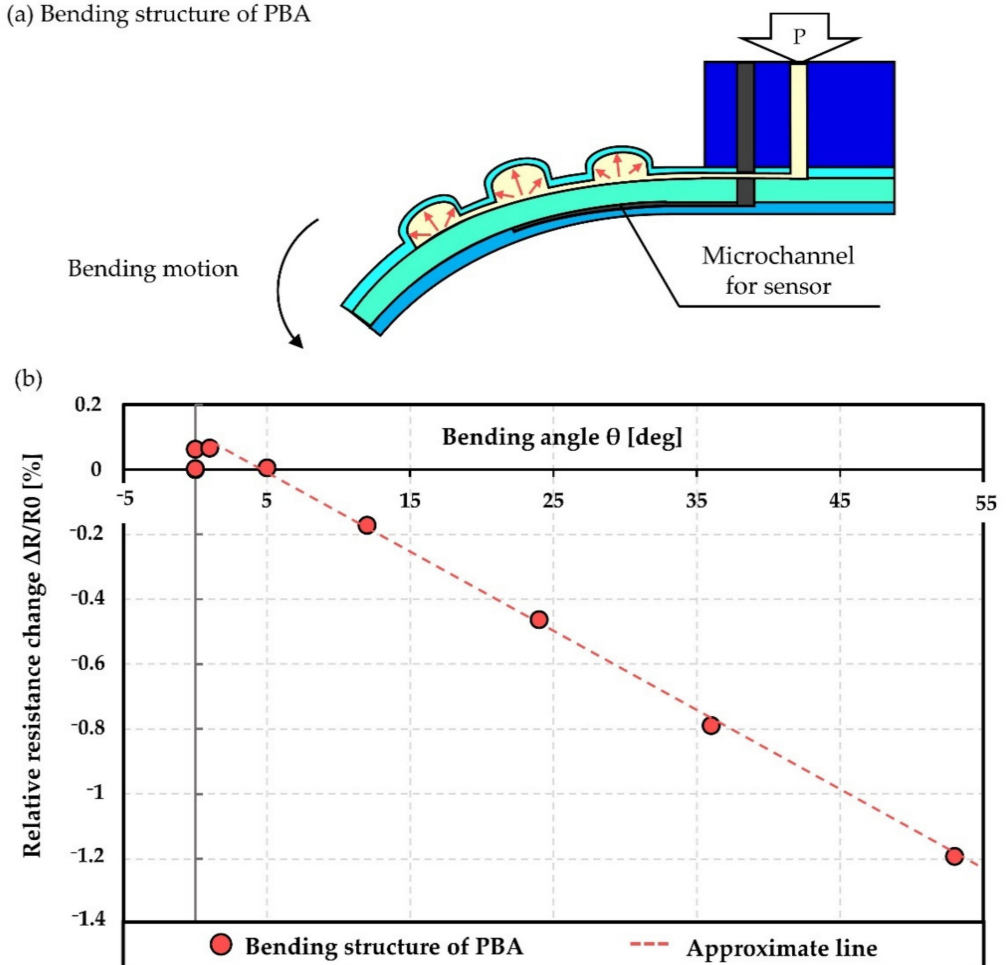 (a) Bending structure of PBA
P
Bending motion
Microchannel
for sensor
(b)
Relative resistance change ΔR/R0 [%]
Bending angle θ [deg]
0.2
0
-0.2
-0.4
-0.6
-0.8
-1
-1.2
-1.4
-5
5
15
25
35
45
55
Bending structure of PBA
Approximate line